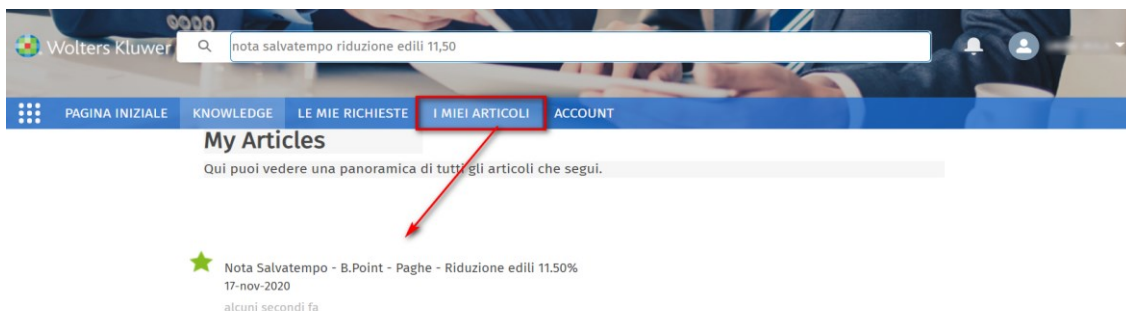 Wolters Kluwer
nota salvatempo riduzione edili 11,50
PAGINA INIZIALE KNOWLEDGE LE MIE RICHIESTE I MIEI ARTICOLI ACCOUNT
My Articles
Qui puoi vedere una panoramica di tutti gli articoli che segui.
Nota Salvatempo - B.Point - Paghe - Riduzione edili 11.50%
17-nov-2020
alcuni secondi fa